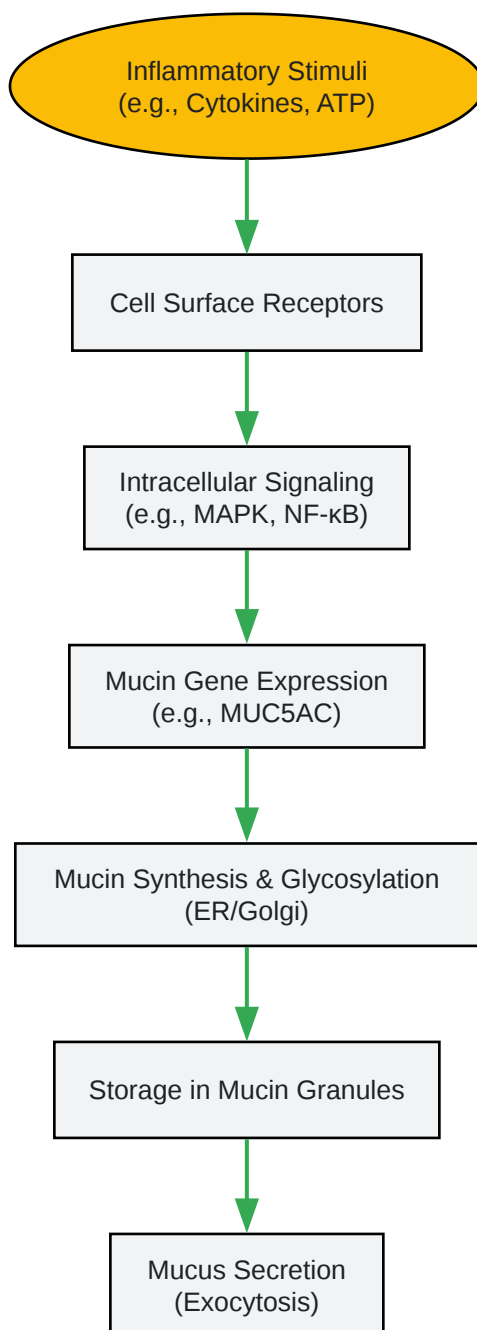 Inflammatory Stimuli
(e.g., Cytokines, ATP)
Cell Surface Receptors
Intracellular Signaling
(e.g., MAPK, NF-κB)
Mucin Gene Expression
(e.g., MUC5AC)
Mucin Synthesis & Glycosylation
(ER/Golgi)
Storage in Mucin Granules
Mucus Secretion
(Exocytosis)